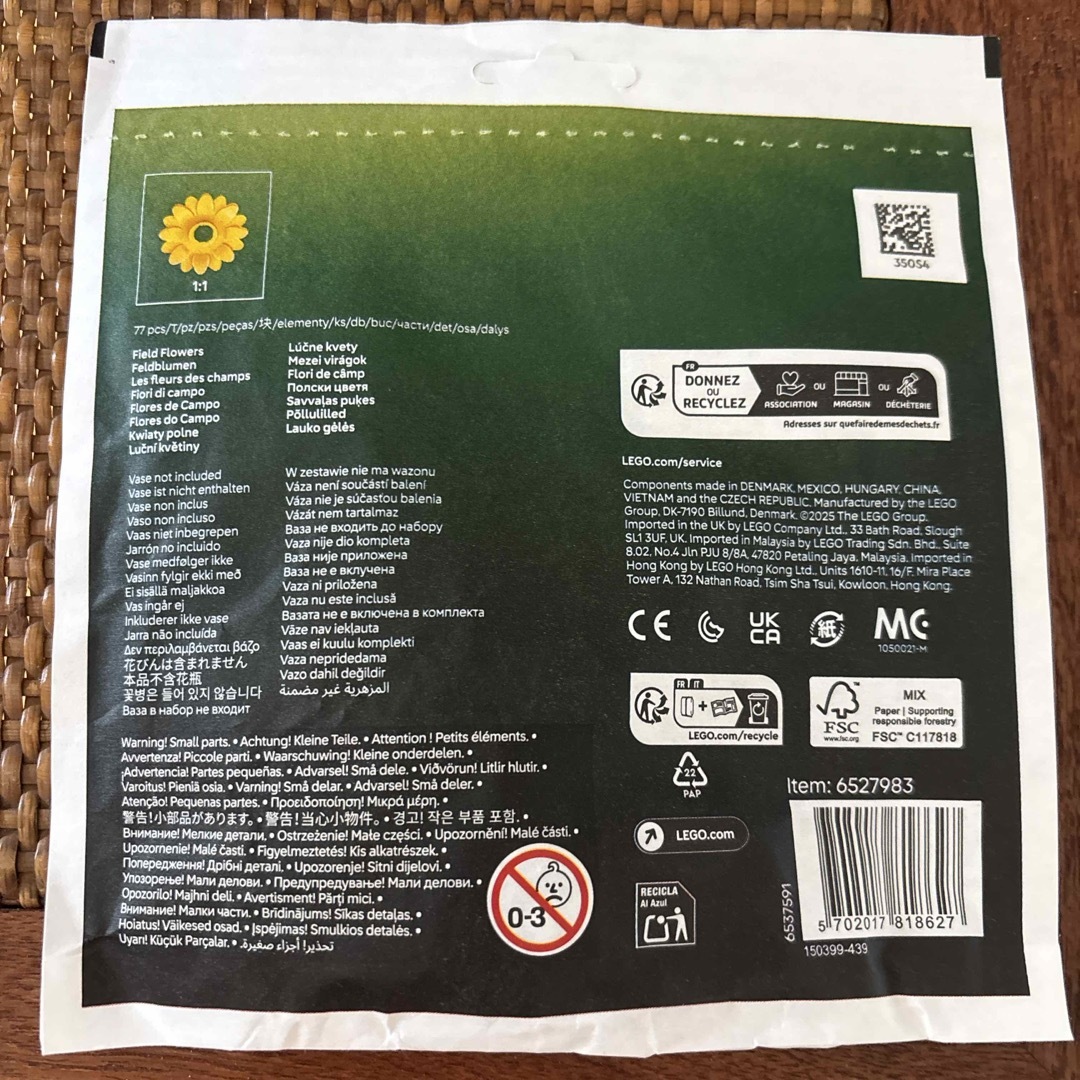 1:1
35OS4
77 pcs/T/pz/pzs/peças/块/elementy/ks/db/buc/части/det/osa/dalys
Field Flowers
Feldblumen
Les fleurs des champs
Fiori di campo
Flores de Campo
Flores do Campo
Kwiaty polne
Luční květiny
Lúčne kvety
Mezei virágok
Flori de câmp
Полски цветя
Savvaļas puķes
Põllulilled
Lauko gėlės
Vase not included
Vase ist nicht enthalten
Vase non inclus
Vaso non incluso
Vaas niet inbegrepen
Jarrón no incluido
Vase medfølger ikke
Vasinn fylgir ekki með
Ei sisällä maljakkoa
Vas ingår ej
Inkluderer ikke vase
Jarra não incluída
Δεν περιλαμβάνεται βάζο
花びんは含まれません
本品不含花瓶
꽃병은 들어 있지 않습니다
Ваза в набор не входит
W zestawie nie ma wazonu
Váza není součástí balení
Váza nie je súčasťou balenia
Vázát nem tartalmaz
Ваза не входить до набору
Vaza nije dio kompleta
Ваза није приложена
Ваза не е включена
Vaza ni priložena
Vaza nu este inclusă
Вазата не е включена в комплекта
Vāze nav iekļauta
Vaas ei kuulu komplekti
Vaza nepridedama
Vazo dahil değildir
المزهرية غير مضمنة
Warning! Small parts. • Achtung! Kleine Teile. • Attention ! Petits éléments. •
Avvertenza! Piccole parti. • Waarschuwing! Kleine onderdelen. •
¡Advertencia! Partes pequeñas. • Advarsel! Små dele. • Viðvörun! Litlir hlutir. •
Varoitus! Pieniä osia. • Varning! Små delar. • Advarsel! Små deler. •
Atenção! Pequenas partes. • Προειδοποίηση! Μικρά μέρη. •
警告!小部品があります。• 警告!当心小物件。• 경고! 작은 부품 포함. •
Внимание! Мелкие детали. • Ostrzeżenie! Małe części. • Upozornění! Malé části. •
Upozornenie! Malé časti. • Figyelmeztetés! Kis alkatrészek. •
Попередження! Дрібні деталі. • Upozorenje! Sitni dijelovi. •
Упозорење! Мали делови. • Предупредување! Мали делови. •
Opozorilo! Majhni deli. • Avertisment! Părți mici. •
Внимание! Малки части. • Brīdinājums! Sīkas detaļas. •
Hoiatus! Väikesed osad. • Įspėjimas! Smulkios detalės. •
Uyarı! Küçük Parçalar. • تحذير! أجزاء صغيرة. •
0-3
FR
DONNEZ
OU
RECYCLEZ
ASSOCIATION
OU
MAGASIN
OU
DÉCHÈTERIE
Adresses sur quefairedemesdechets.fr
LEGO.com/service
Components made in DENMARK, MEXICO, HUNGARY, CHINA,
VIETNAM and the CZECH REPUBLIC. Manufactured by the LEGO
Group, DK-7190 Billund, Denmark. ©2025 The LEGO Group.
Imported in the UK by LEGO Company Ltd., 33 Bath Road, Slough
SL1 3UF, UK. Imported in Malaysia by LEGO Trading Sdn. Bhd., Suite
8.02, No.4 Jln PJU 8/8A, 47820 Petaling Jaya, Malaysia. Imported in
Hong Kong by LEGO Hong Kong Ltd., Units 1610-11, 16/F, Mira Place
Tower A, 132 Nathan Road, Tsim Sha Tsui, Kowloon, Hong Kong.
CE
UK
CA
紙
MC
1050021-M
FR IT
LEGO.com/recycle
FSC
www.fsc.org
MIX
Paper | Supporting
responsible forestry
FSC™ C117818
22
PAP
LEGO.com
RECICLA
Al Azul
Item: 6527983
6537591
5 702017 818627
150399-439